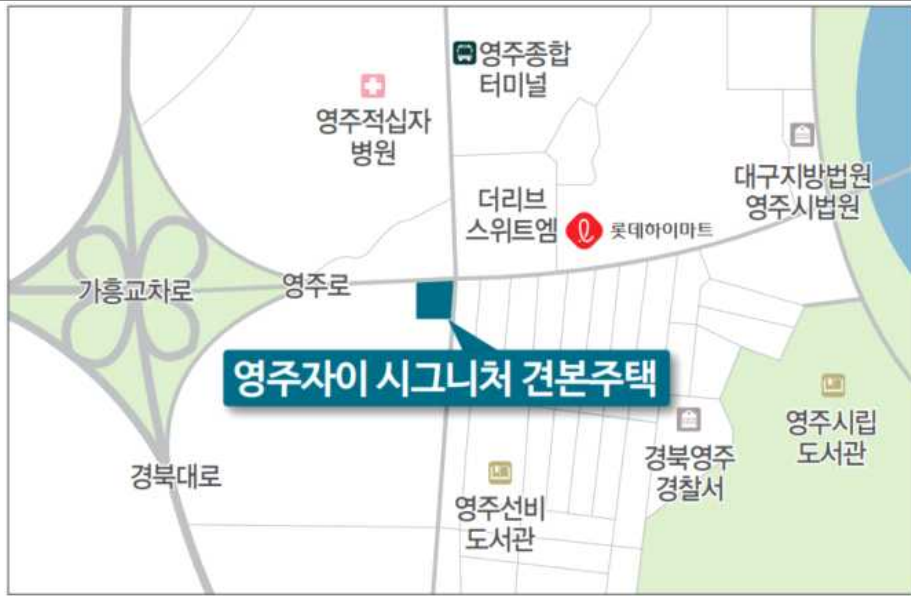 영주종합
터미널
영주적십자
병원
대구지방법원
영주시법원
더리브
스위트엠
롯데하이마트
가흥교차로
영주로
영주자이 시그니처 견본주택
영주시립
도서관
경북영주
경찰서
경북대로
영주선비
도서관